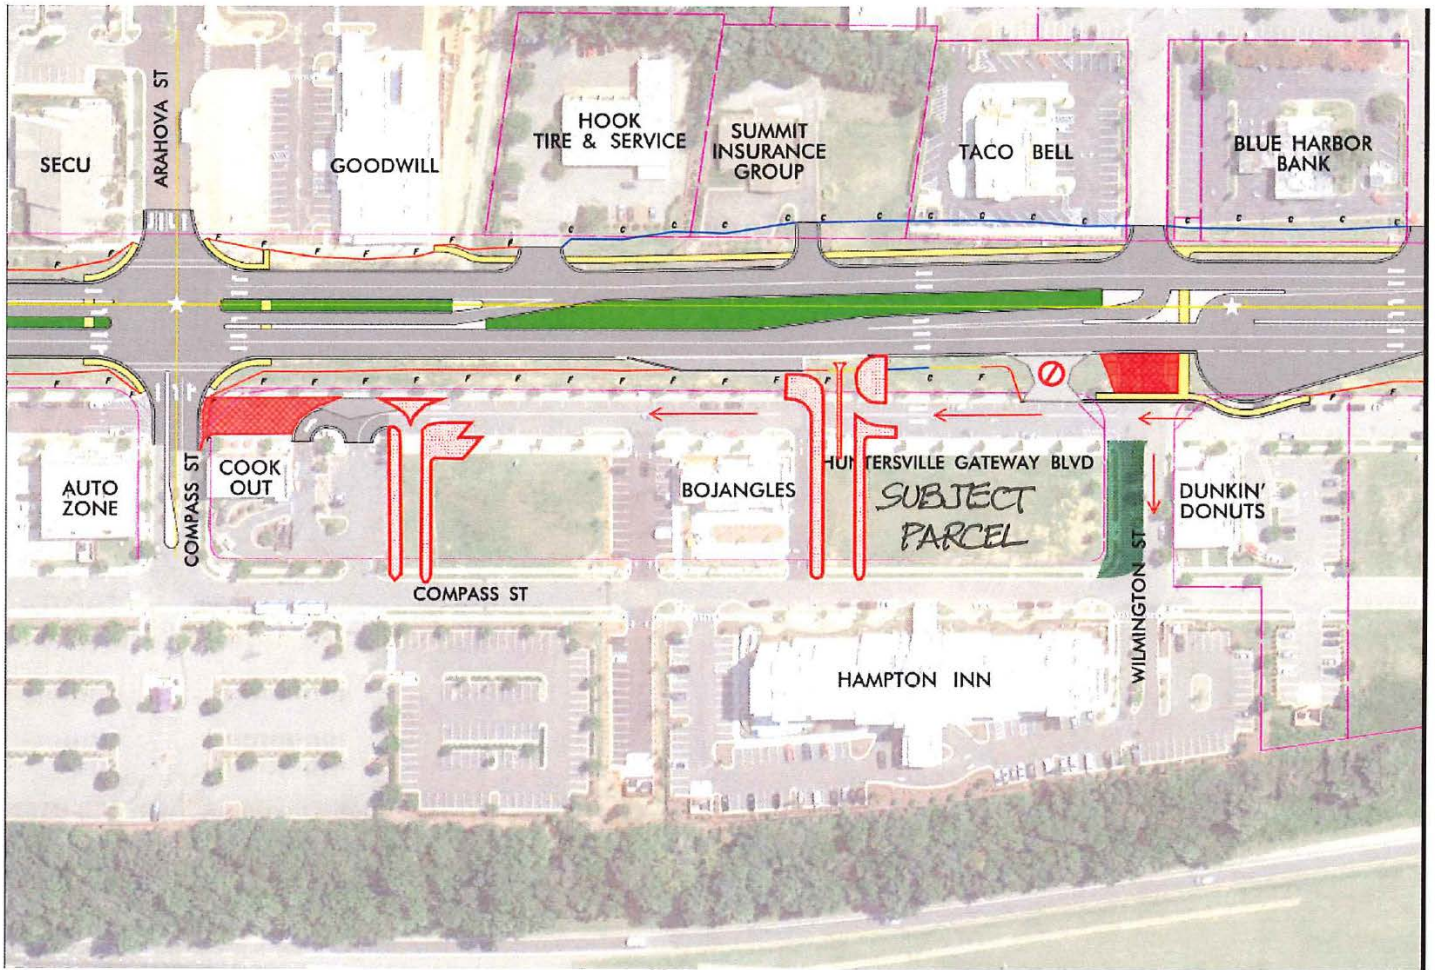 ARAHOVA ST
SECU
GOODWILL
HOOK
TIRE & SERVICE
SUMMIT
INSURANCE
GROUP
TACO BELL
BLUE HARBOR
BANK
AUTO
ZONE
COMPASS ST
COOK
OUT
BOJANGLES
HUNTERSVILLE GATEWAY BLVD
SUBJECT
PARCEL
DUNKIN'
DONUTS
COMPASS ST
WILMINGTON ST
HAMPTON INN